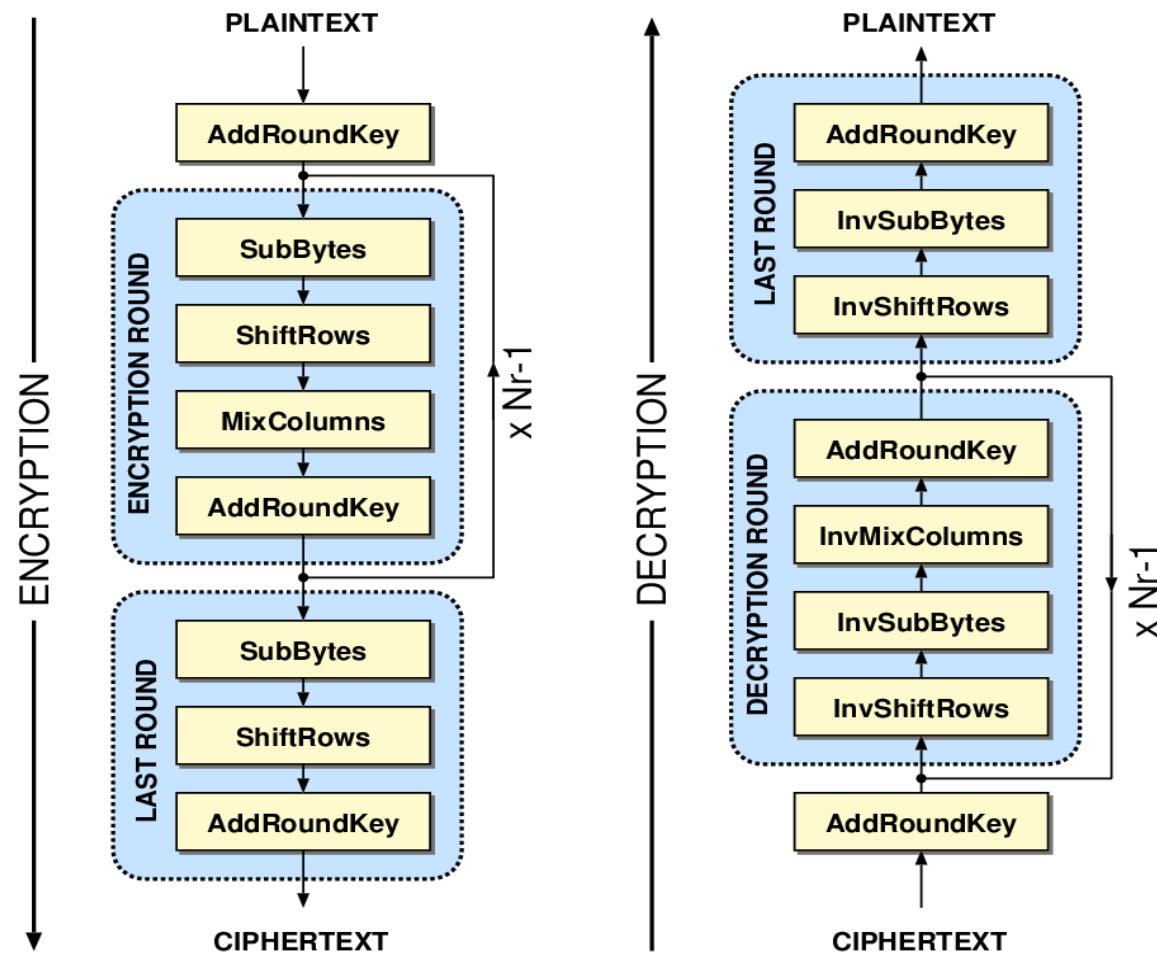 PLAINTEXT
AddRoundKey
ENCRYPTION ROUND
SubBytes
ShiftRows
MixColumns
AddRoundKey
x Nr-1
ENCRYPTION
LAST ROUND
SubBytes
ShiftRows
AddRoundKey
CIPHERTEXT
PLAINTEXT
LAST ROUND
AddRoundKey
InvSubBytes
InvShiftRows
DECRYPTION
DECRYPTION ROUND
AddRoundKey
InvMixColumns
InvSubBytes
InvShiftRows
x Nr-1
AddRoundKey
CIPHERTEXT